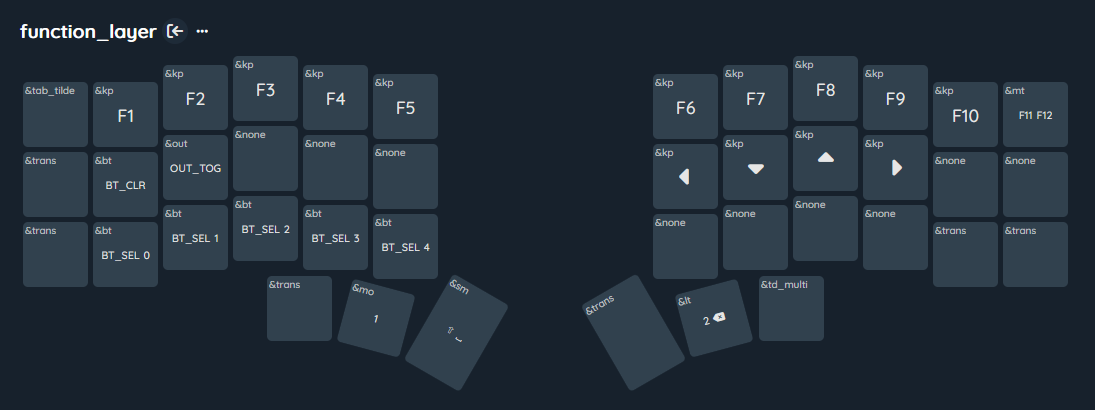 function_layer
&tab_tilde
&kp F1
&kp F2
&kp F3
&kp F4
&kp F5
&kp F6
&kp F7
&kp F8
&kp F9
&kp F10
&mt F11 F12
&trans
&bt BT_CLR
&out OUT_TOG
&none
&none
&none
&kp
&kp
&kp
&kp
&none
&none
&trans
&bt BT_SEL 0
&bt BT_SEL 1
&bt BT_SEL 2
&bt BT_SEL 3
&bt BT_SEL 4
&none
&none
&none
&none
&trans
&trans
&trans
&mo 1
&sm
&trans
&lt 2
&td_multi